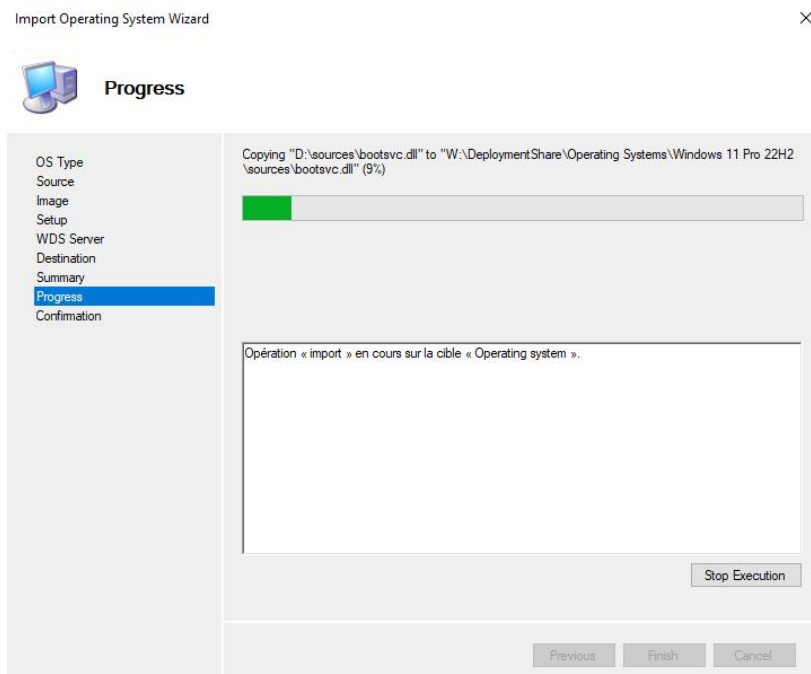 Import Operating System Wizard
Progress
OS Type
Source
Image
Setup
WDS Server
Destination
Summary
Progress
Confirmation
Copying "D:\sources\bootsvc.dll" to "W:\DeploymentShare\Operating Systems\Windows 11 Pro 22H2
\sources\bootsvc.dll" (9%)
Opération « import » en cours sur la cible « Operating system ».
Stop Execution
Previous
Finish
Cancel